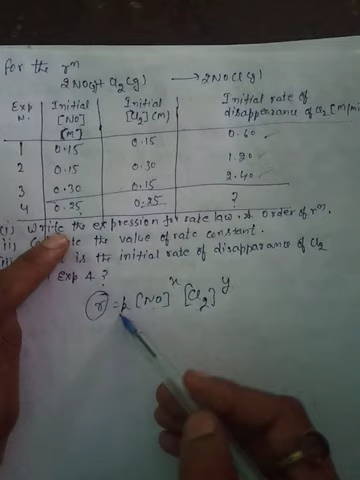 For the rxn
2NO(g)+Cl2(g) → 2NOCl(g)
Exp N. Initial [NO] [M] Initial [Cl2] (M) Initial rate of disappearance of Cl2 [M/m
1 0.15 0.15 0.60
2 0.15 0.30 1.20
3 0.30 0.15 2.40
4 0.25 0.25 ?
(i) Write the expression for rate law & order of rxn.
ii) the value of rate constant.
is the initial rate of disapparance of Cl2
Exp 4 ?
r = k [NO]^x [Cl2]^y